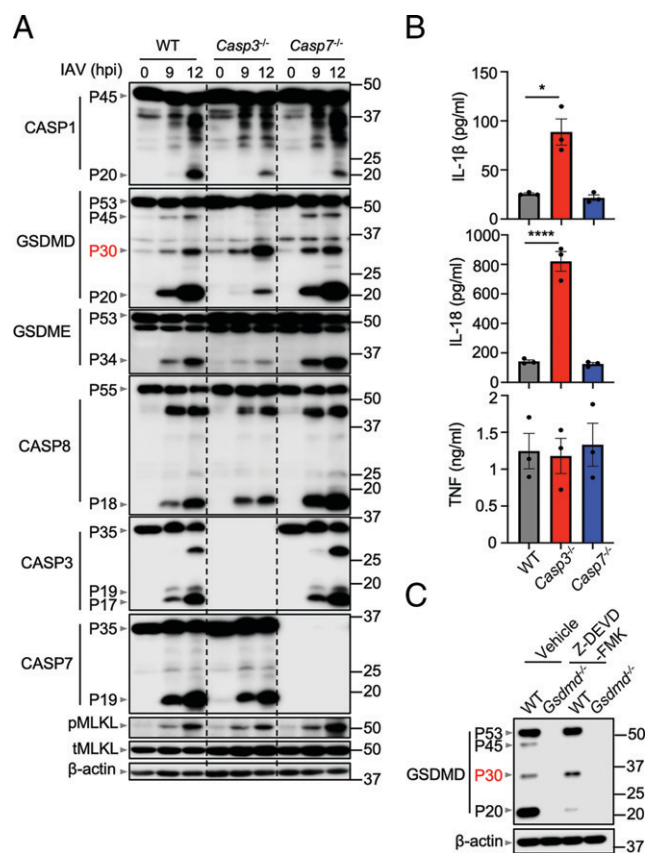 A
WT Casp3-/- Casp7-/-
IAV (hpi) 0 9 12 0 9 12 0 9 12
CASP1
P45
P20
50
37
25
20
GSDMD
P53
P45
P30
P20
50
37
25
20
GSDME
P53
P34
50
37
CASP8
P55
P18
50
37
25
20
CASP3
P35
P19
P17
37
25
20
CASP7
P35
P19
37
25
20
pMLKL
50
tMLKL
50
β-actin
37
B
IL-1β (pg/ml)
150
100
50
0
*
IL-18 (pg/ml)
1000
800
600
400
200
0
****
TNF (ng/ml)
2
1.5
1
0.5
0
WT
Casp3-/-
Casp7-/-
C
Vehicle
Z-DEVD
-FMK
WT
Gsdmd-/-
WT
Gsdmd-/-
GSDMD
P53
P45
P30
P20
50
37
25
20
β-actin
37